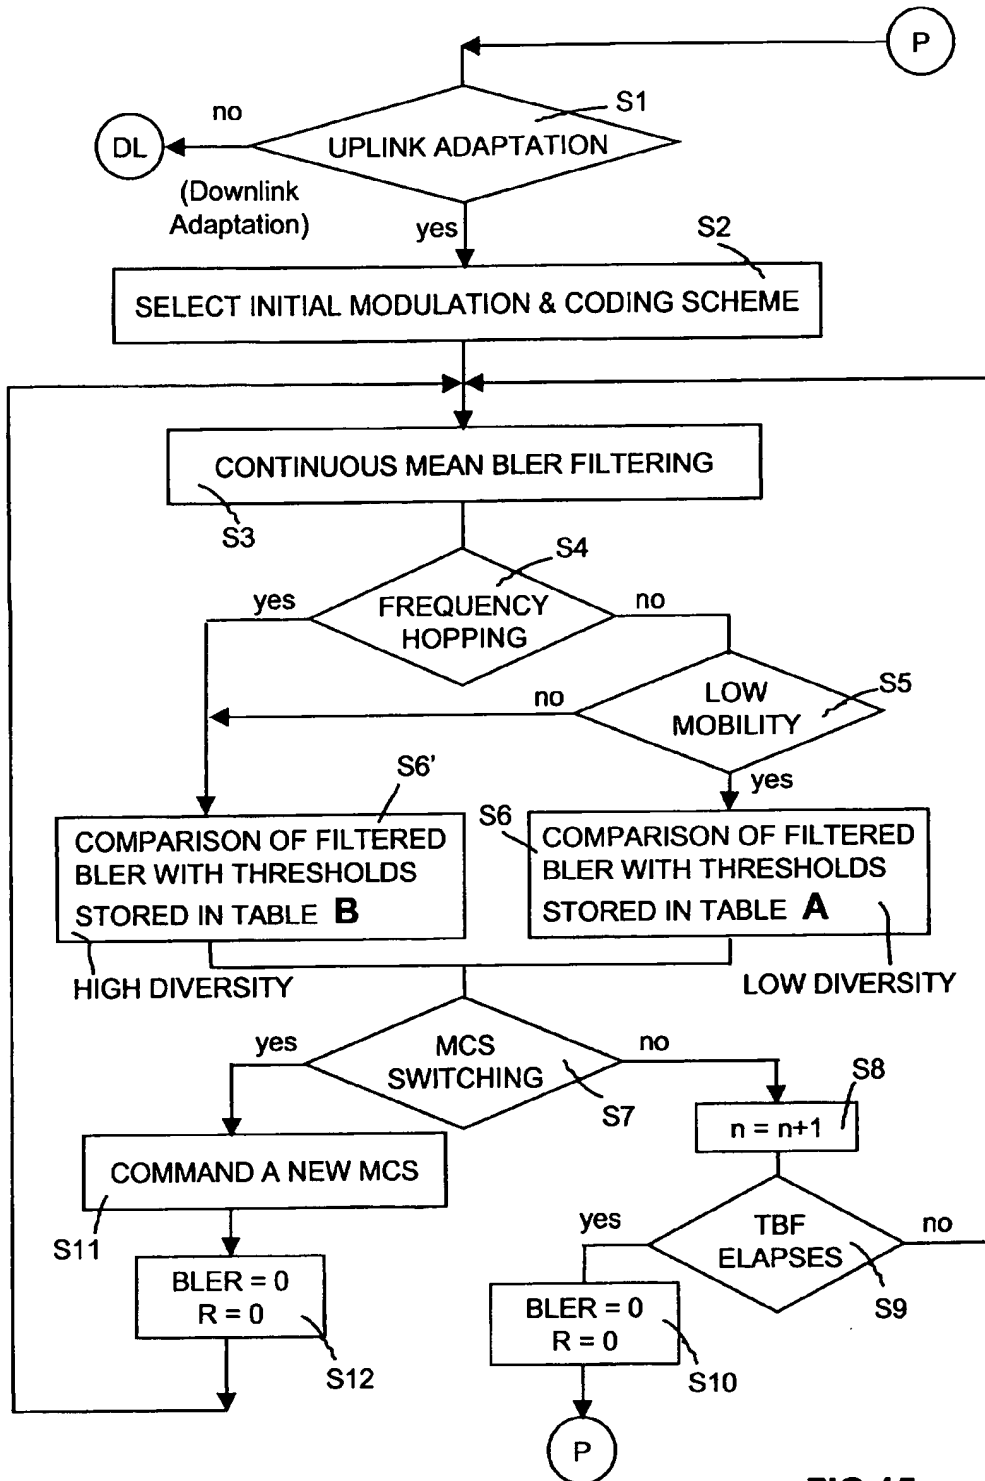 P
S1
no
UPLINK ADAPTATION
DL
(Downlink
Adaptation)
yes
S2
SELECT INITIAL MODULATION & CODING SCHEME
CONTINUOUS MEAN BLER FILTERING
S3
S4
yes
FREQUENCY
HOPPING
no
S5
LOW
MOBILITY
no
yes
S6'
S6
COMPARISON OF FILTERED
BLER WITH THRESHOLDS
STORED IN TABLE B
COMPARISON OF FILTERED
BLER WITH THRESHOLDS
STORED IN TABLE A
HIGH DIVERSITY
LOW DIVERSITY
yes
MCS
SWITCHING
no
S7
S8
n = n+1
COMMAND A NEW MCS
S11
yes
TBF
ELAPSES
no
S9
BLER = 0
R = 0
S12
BLER = 0
R = 0
S10
P